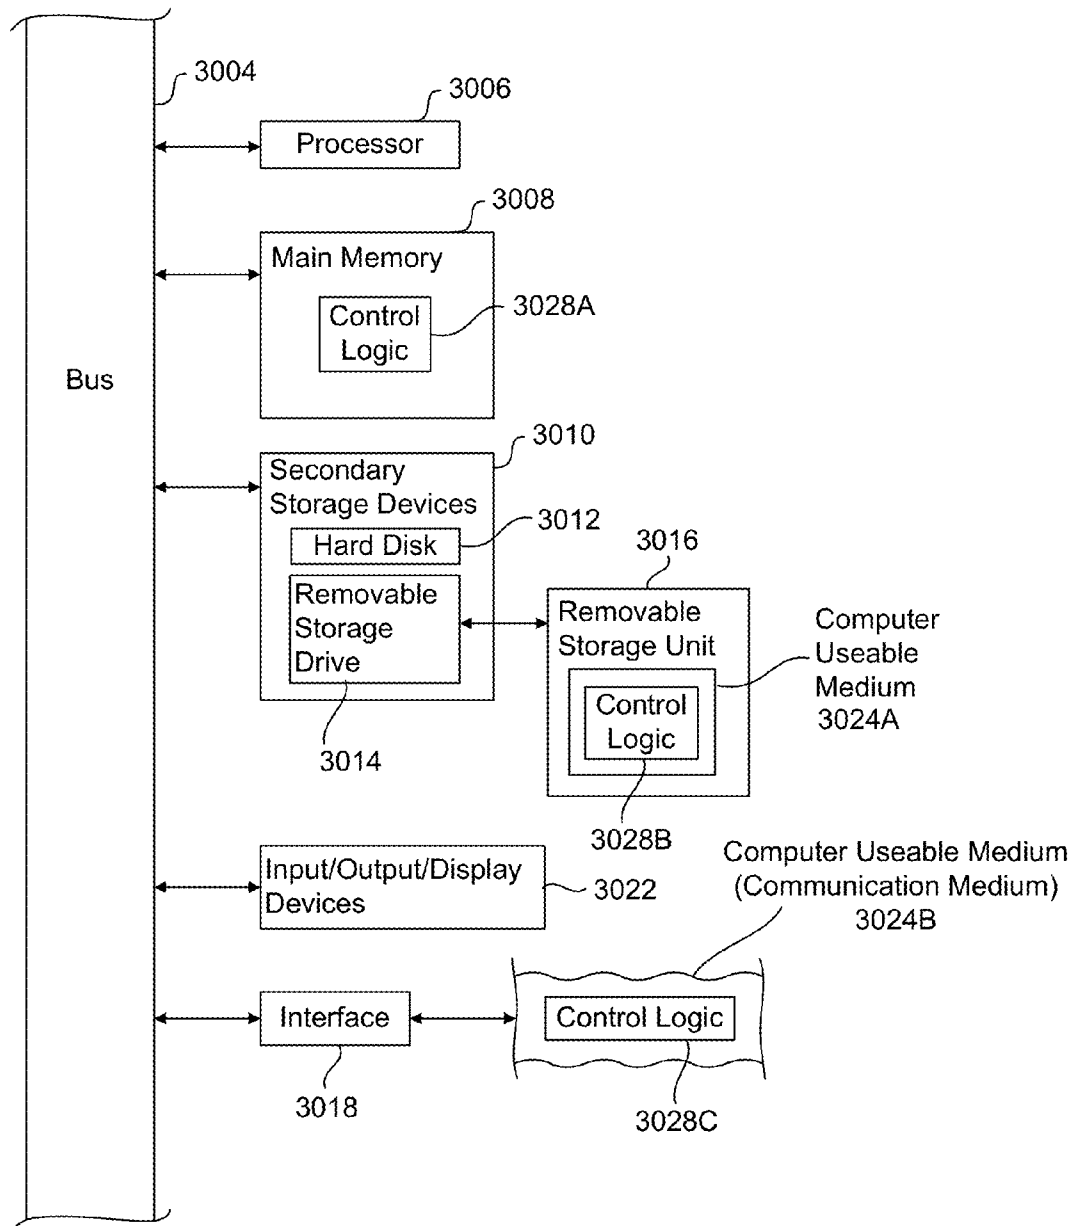 3004
3006
Processor
3008
Main Memory
3028A
Control
Logic
Bus
3010
Secondary
Storage Devices
3012
Hard Disk
3016
Removable
Storage
Drive
Removable
Storage Unit
Computer
Useable
Medium
3024A
Control
Logic
3014
3028B
Input/Output/Display
Devices
3022
Computer Useable Medium
(Communication Medium)
3024B
Interface
Control Logic
3018
3028C